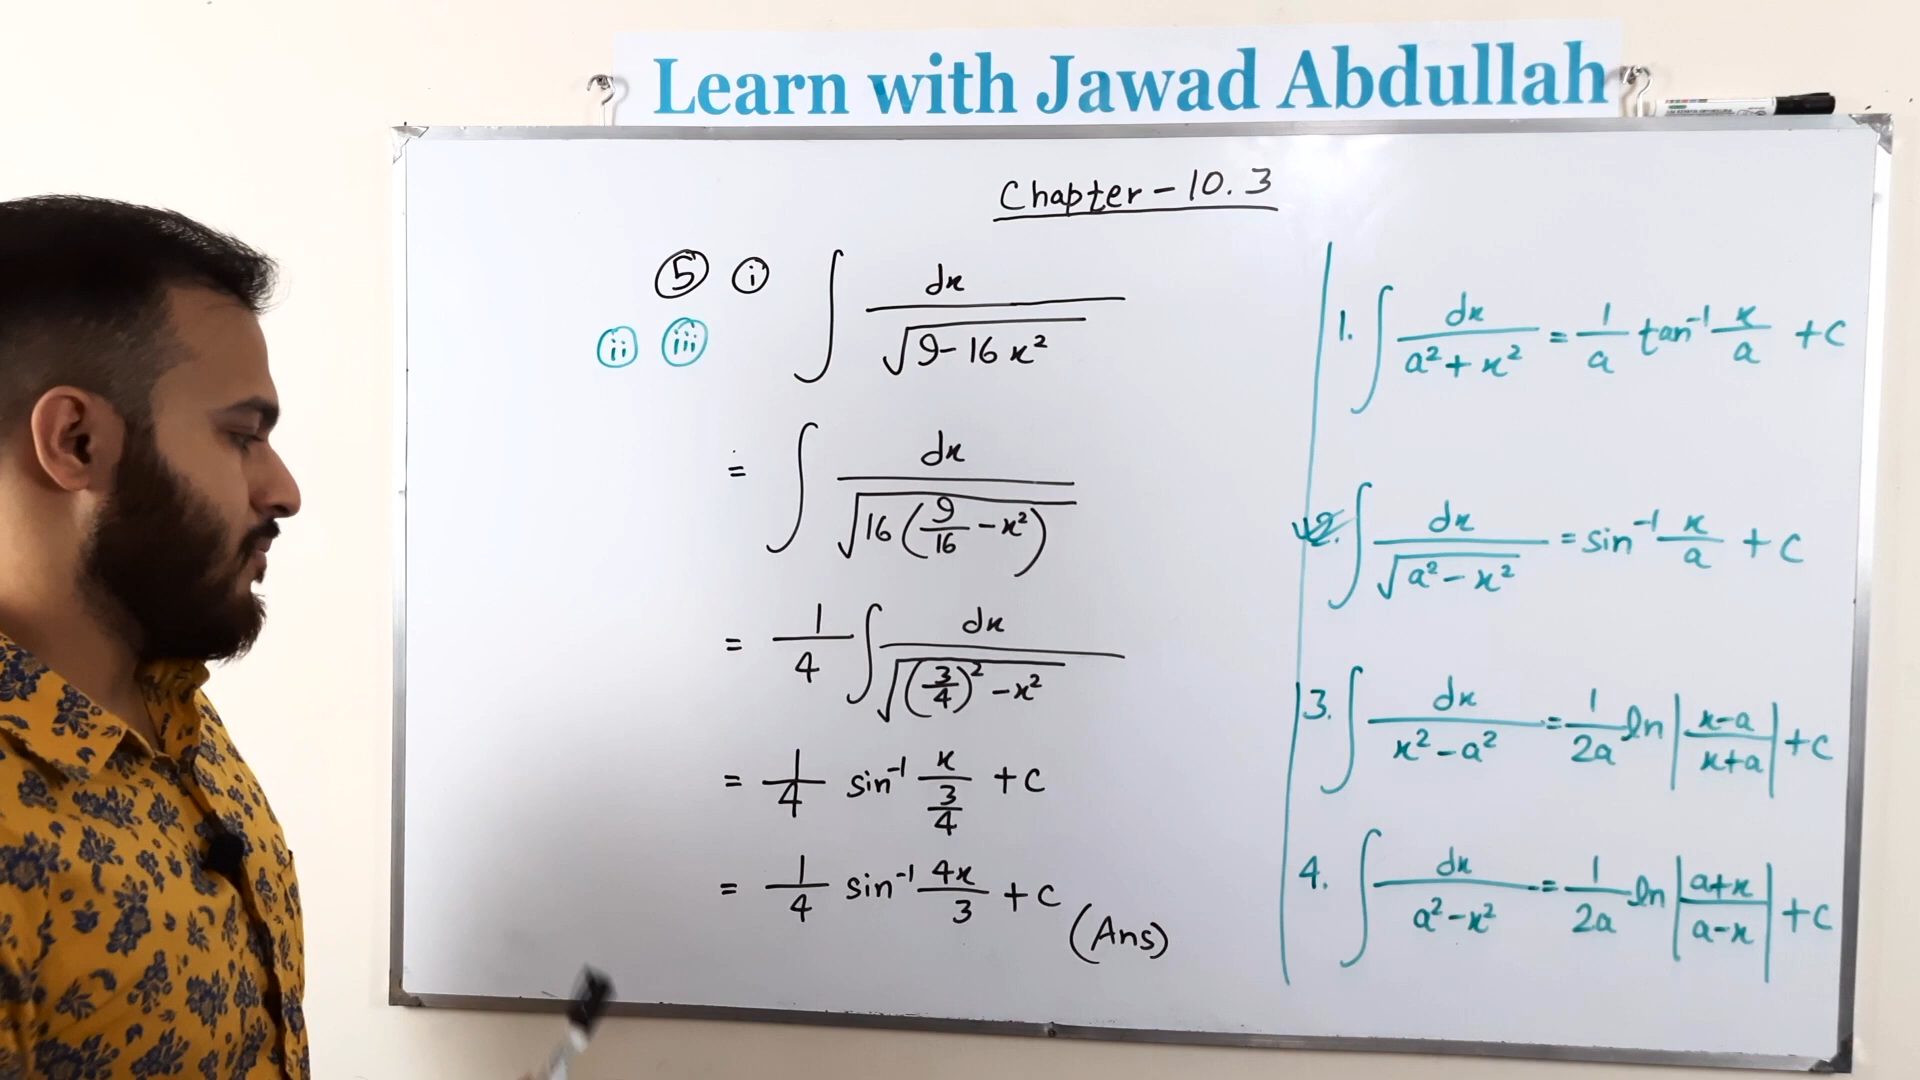 Learn with Jawad Abdullah
Chapter - 10.3
⑤ ⓘ ∫ dx / √(9 - 16x²)
ⓘⓘ ⓘⓘⓘ
= ∫ dx / √(16(9/16 - x²))
= 1/4 ∫ dx / √((3/4)² - x²)
= 1/4 sin⁻¹ x/(3/4) + c
= 1/4 sin⁻¹ 4x/3 + c
(Ans)
1. ∫ dx / (a² + x²) = 1/a tan⁻¹ x/a + c
2. ∫ dx / √(a² - x²) = sin⁻¹ x/a + c
3. ∫ dx / (x² - a²) = 1/2a ln |(x-a)/(x+a)| + c
4. ∫ dx / (a² - x²) = 1/2a ln |(a+x)/(a-x)| + c